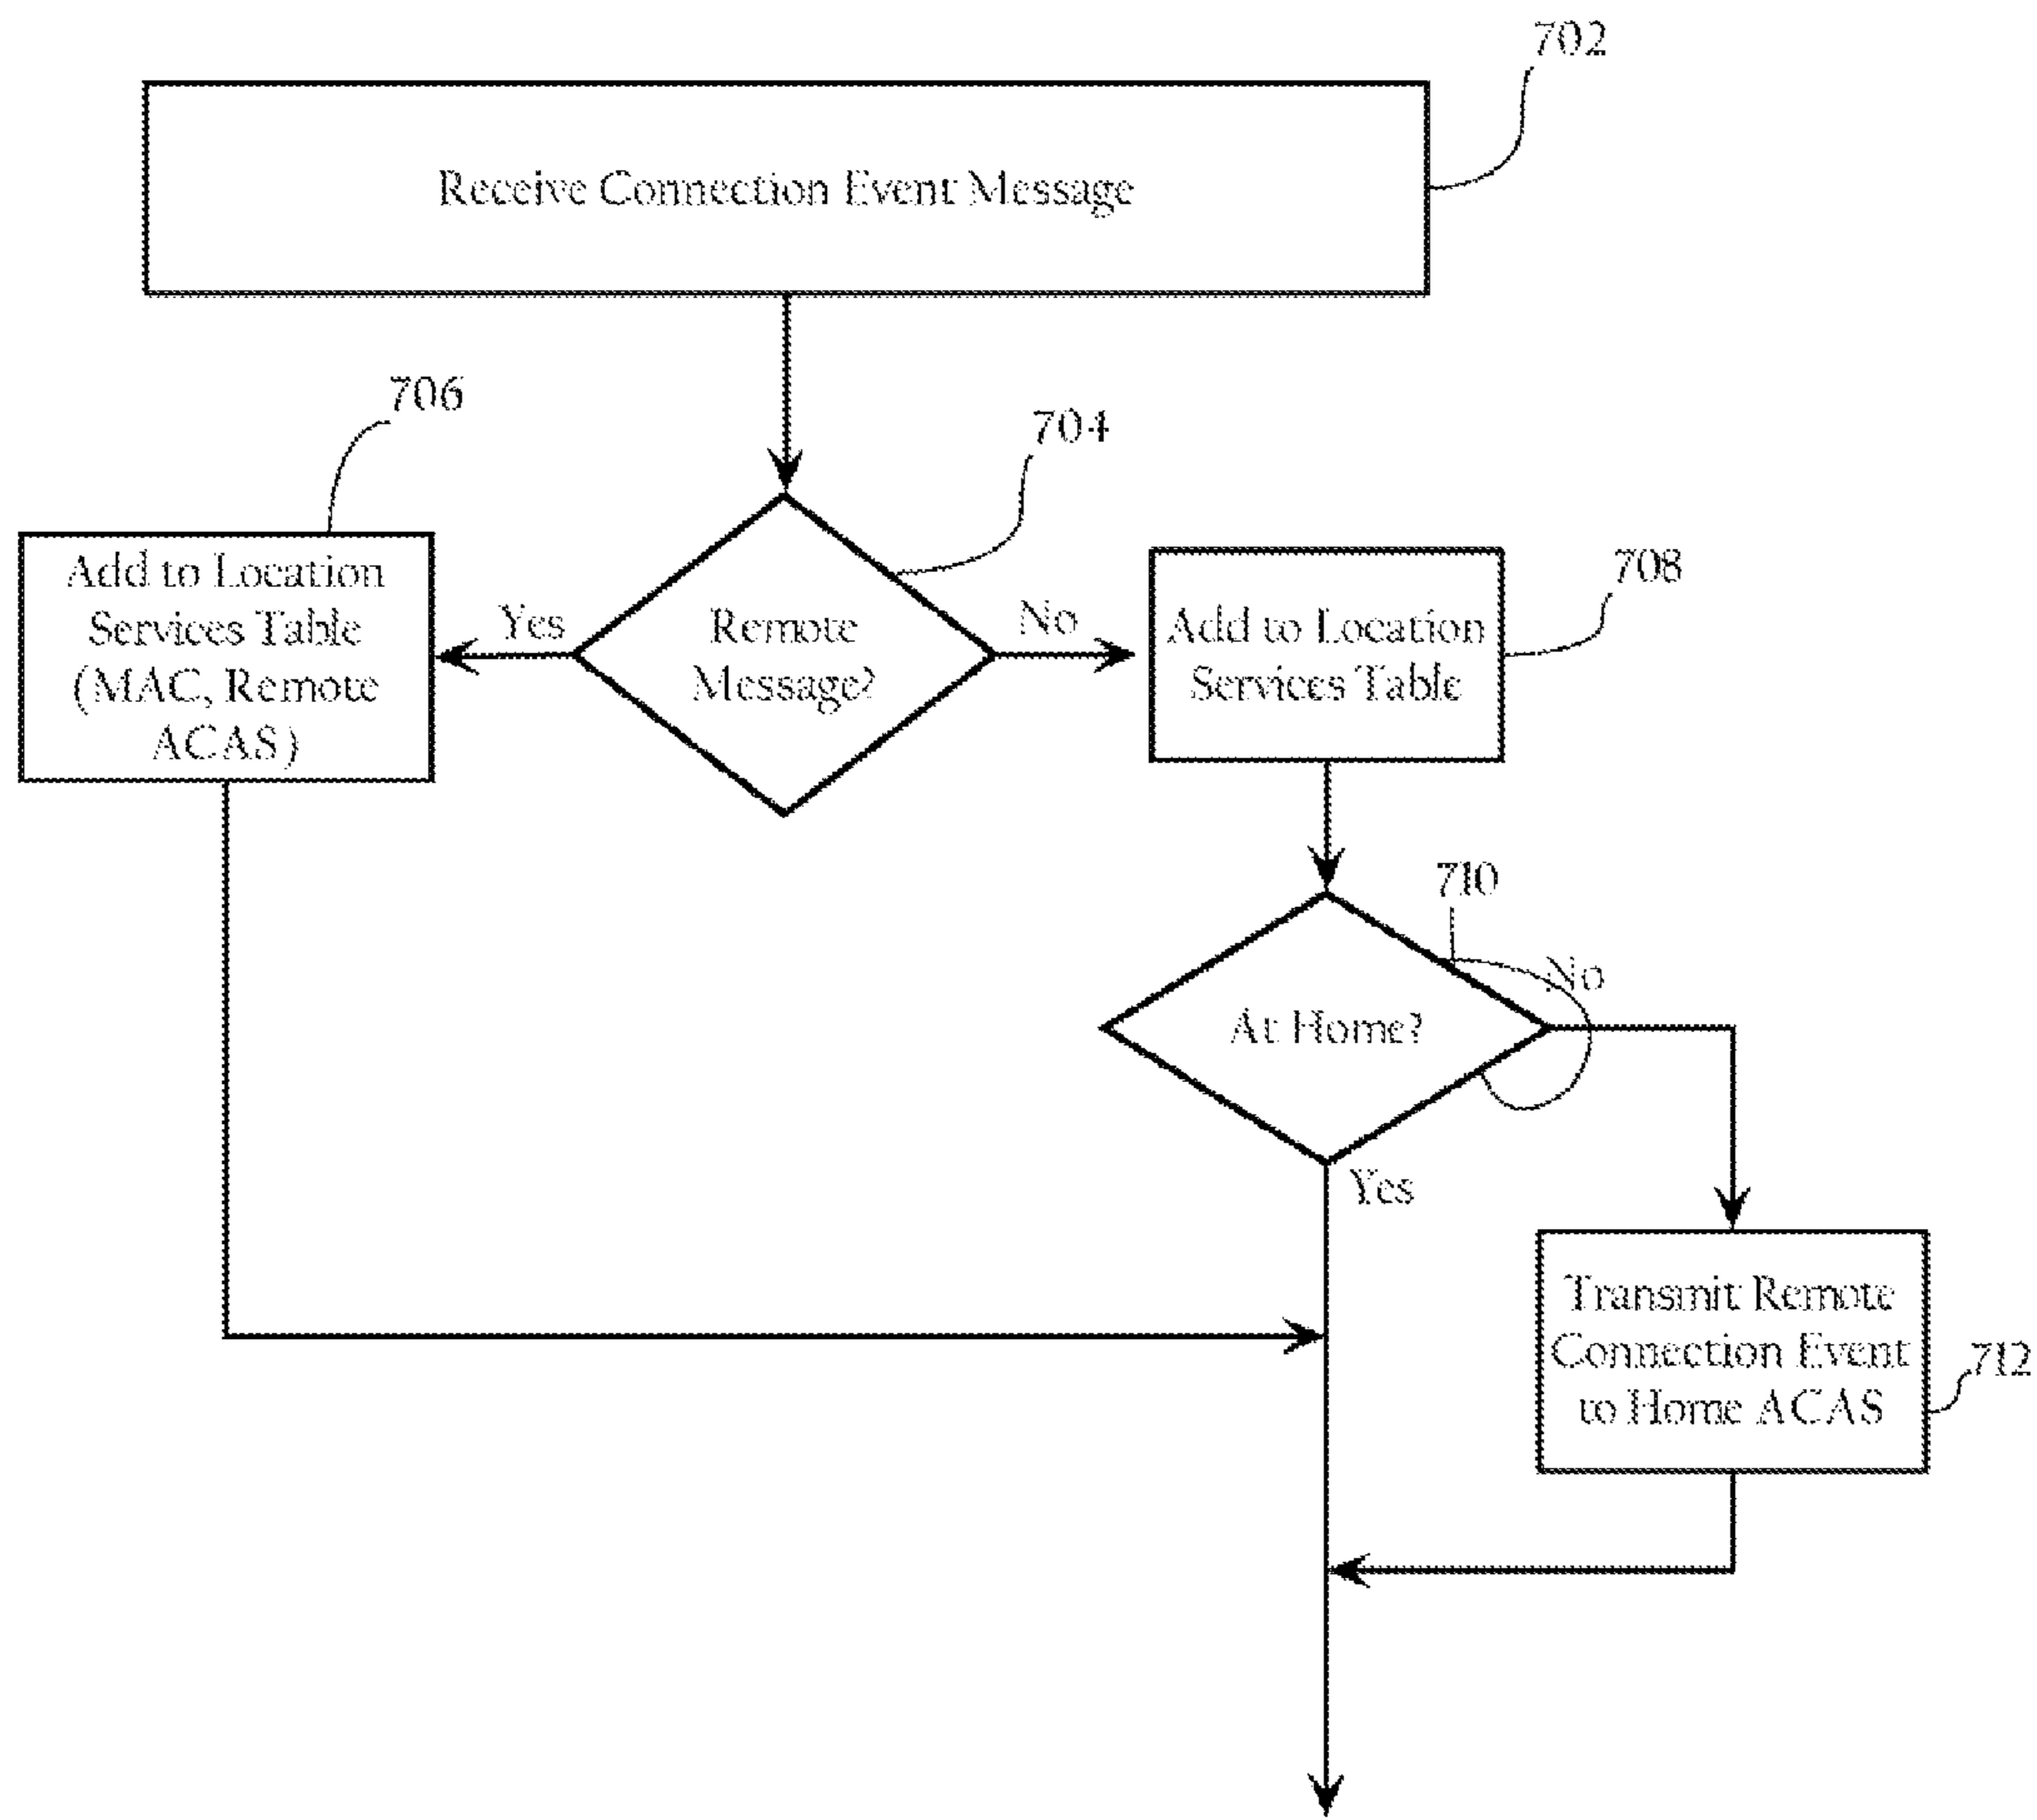 702
Receive Connection Event Message
706
704
Add to Location
Services Table
(MAC, Remote
ACAS)
Yes
Remote
Message?
No
Add to Location
Services Table
708
710
No
At Home?
Yes
Transmit Remote
Connection Event
to Home ACAS
712